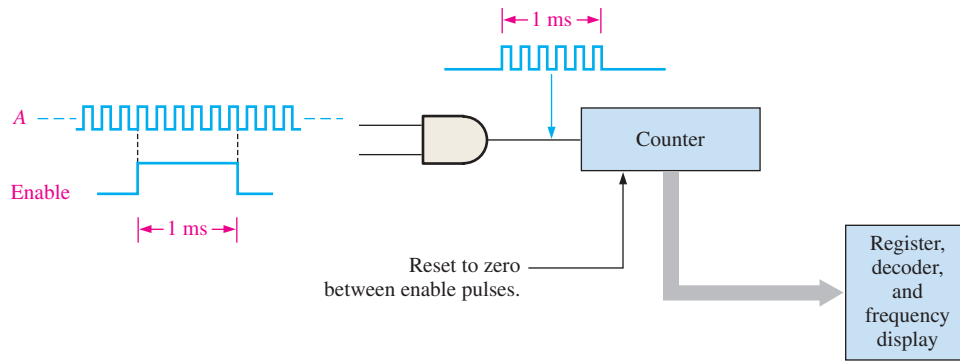 1 ms
A
Enable
1 ms
Counter
Reset to zero
between enable pulses.
Register,
decoder,
and
frequency
display